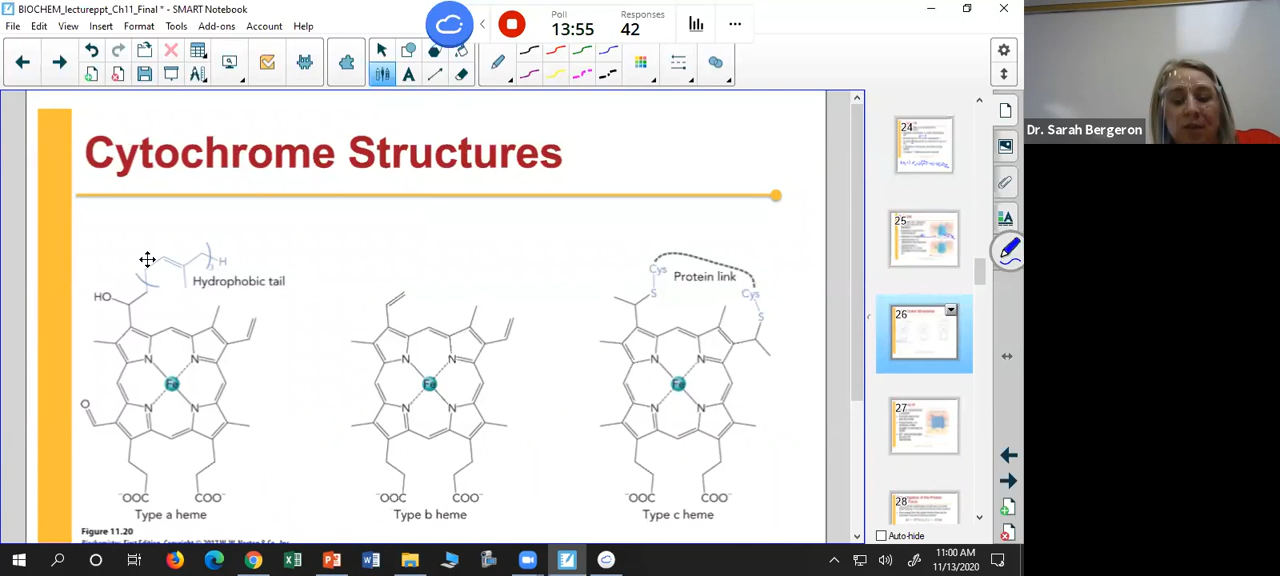 BIOCHEM_lectureppt_Ch11_Final * - SMART Notebook
File Edit View Insert Format Tools Add-ons Account Help
Poll
13:55
Responses
42
Cytochrome Structures
H
3
Hydrophobic tail
HO
N N
Fe
N N
O
-OOC COO-
Type a heme
N N
Fe
N N
-OOC COO-
Type b heme
Cys
Protein link
S
Cys
S
N N
Fe
N N
-OOC COO-
Type c heme
Figure 11.20
24
25
26
27
28
Auto-hide
Dr. Sarah Bergeron
11:00 AM
11/13/2020